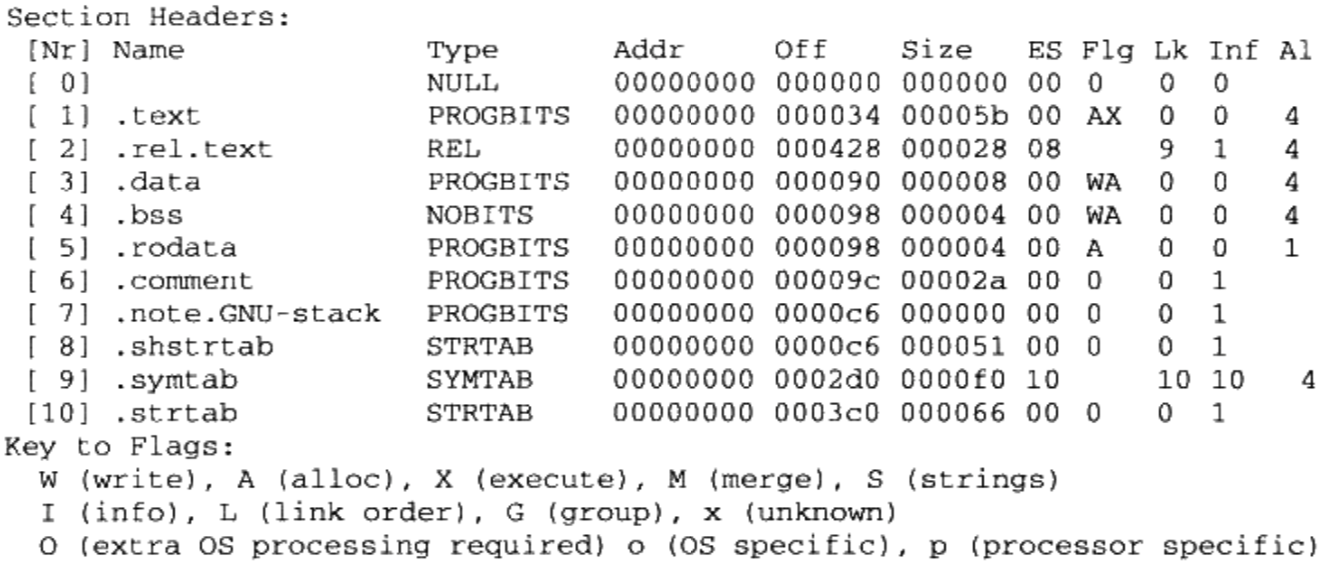 Section Headers:
[Nr] Name Type Addr Off Size ES Flg Lk Inf Al
[ 0] NULL 00000000 000000 000000 00 0 0 0
[ 1] .text PROGBITS 00000000 000034 00005b 00 AX 0 0 4
[ 2] .rel.text REL 00000000 000428 000028 08 9 1 4
[ 3] .data PROGBITS 00000000 000090 000008 00 WA 0 0 4
[ 4] .bss NOBITS 00000000 000098 000004 00 WA 0 0 4
[ 5] .rodata PROGBITS 00000000 000098 000004 00 A 0 0 1
[ 6] .comment PROGBITS 00000000 00009c 00002a 00 0 0 1
[ 7] .note.GNU-stack PROGBITS 00000000 0000c6 000000 00 0 0 1
[ 8] .shstrtab STRTAB 00000000 0000c6 000051 00 0 0 1
[ 9] .symtab SYMTAB 00000000 0002d0 0000f0 10 10 10 4
[10] .strtab STRTAB 00000000 0003c0 000066 00 0 0 1
Key to Flags:
W (write), A (alloc), X (execute), M (merge), S (strings)
I (info), L (link order), G (group), x (unknown)
O (extra OS processing required) o (OS specific), p (processor specific)